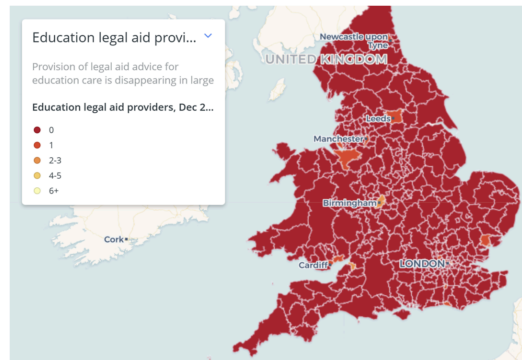 Education legal aid provi...
Provision of legal aid advice for
education care is disappearing in large
Education legal aid providers, Dec 2...
0
1
2-3
4-5
6+
Newcastle upon
Tyne
UNITED KINGDOM
Leeds
Manchester
Birmingham
Cork
Cardiff
LONDON